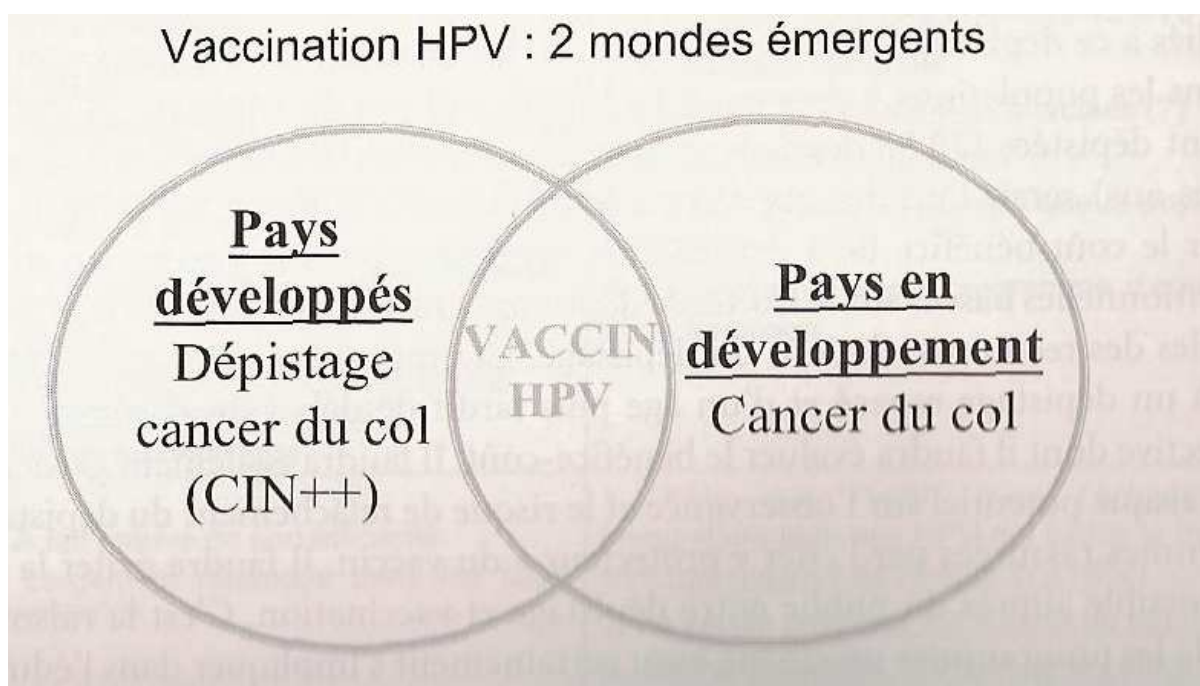 Vaccination HPV : 2 mondes émergents
Pays
développés
Dépistage
cancer du col
(CIN++)
VACCIN
HPV
Pays en
développement
Cancer du col